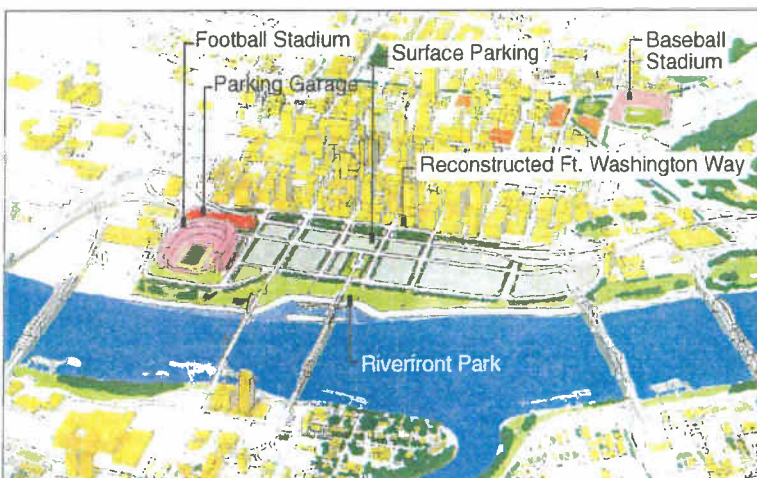 Football Stadium
Surface Parking
Baseball
Stadium
Parking Garage
Reconstructed Ft. Washington Way
Riverfront Park